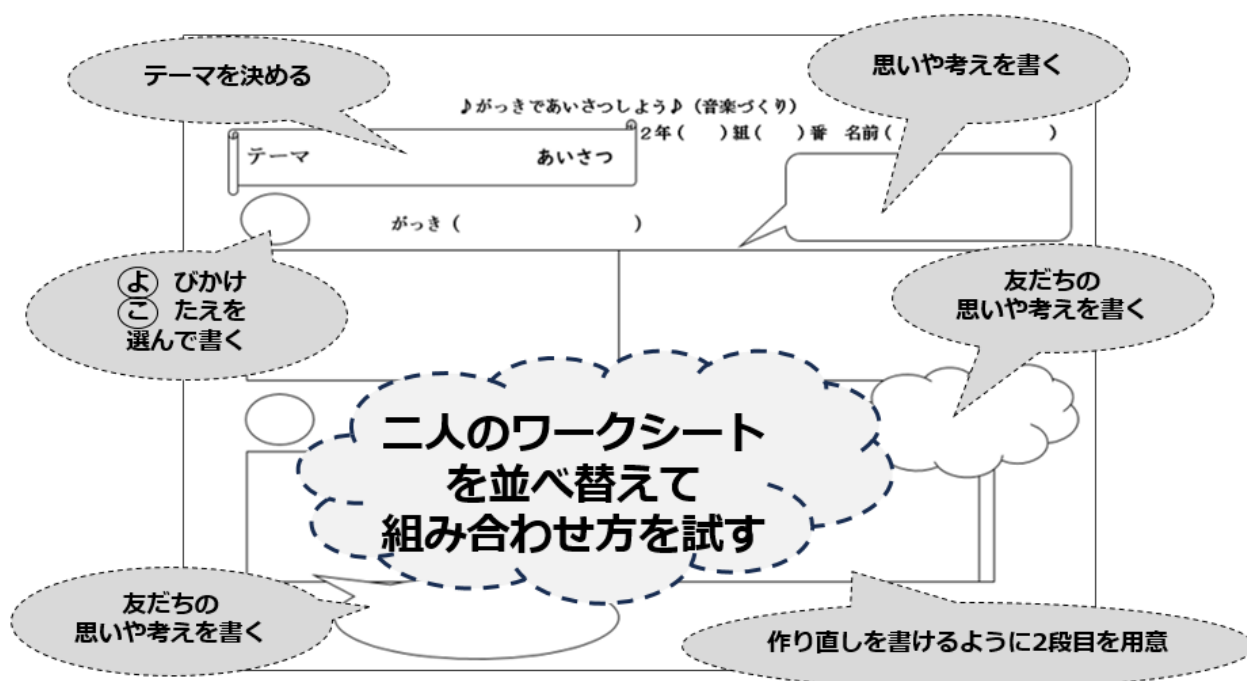 テーマを決める
思いや考えを書く
♪がっきであいさつしよう♪（音楽づくり）
2年（　　）組（　　）番　名前（　　　　　　　　　　）
テーマ　　　　　　　　　　　　　あいさつ
がっき（　　　　　　　　　　）
よ びかけ
こ たえを
選んで書く
友だちの
思いや考えを書く
二人のワークシート
を並べ替えて
組み合わせ方を試す
友だちの
思いや考えを書く
作り直しを書けるように2段目を用意